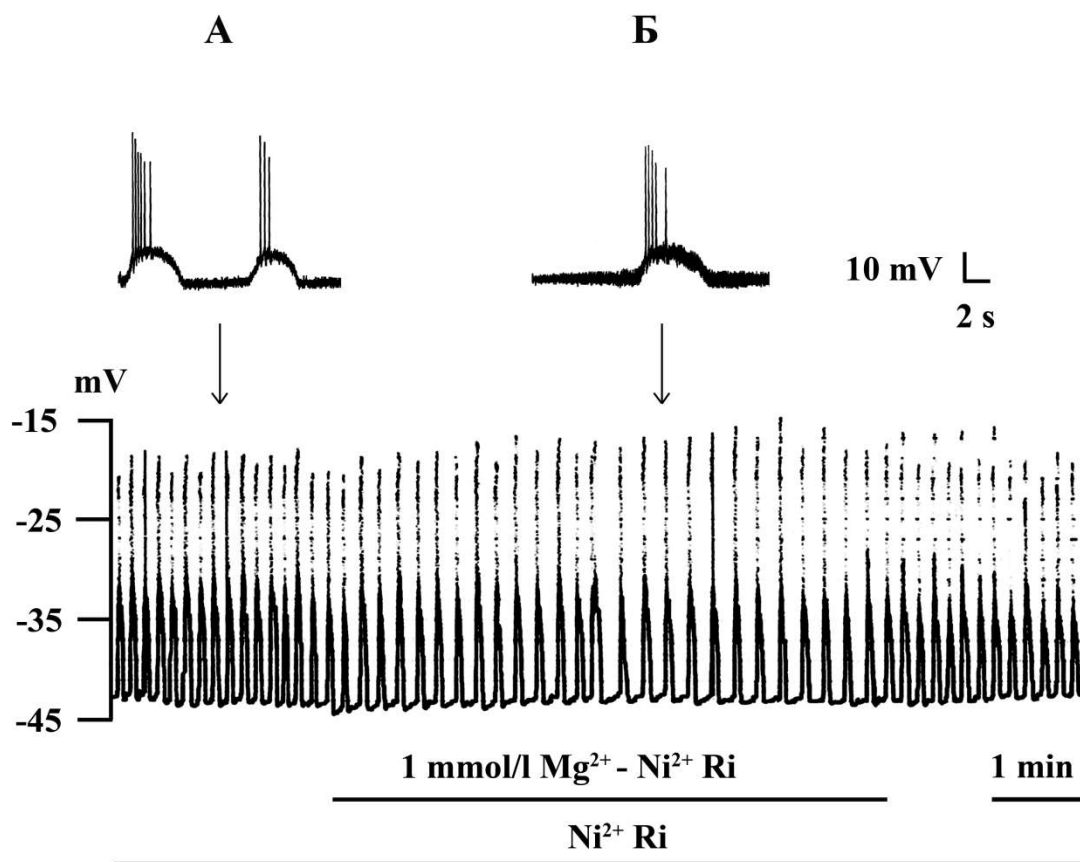 А
Б
10 mV
2 s
mV
-15
-25
-35
-45
1 mmol/l Mg²⁺ - Ni²⁺ Ri
1 min
Ni²⁺ Ri